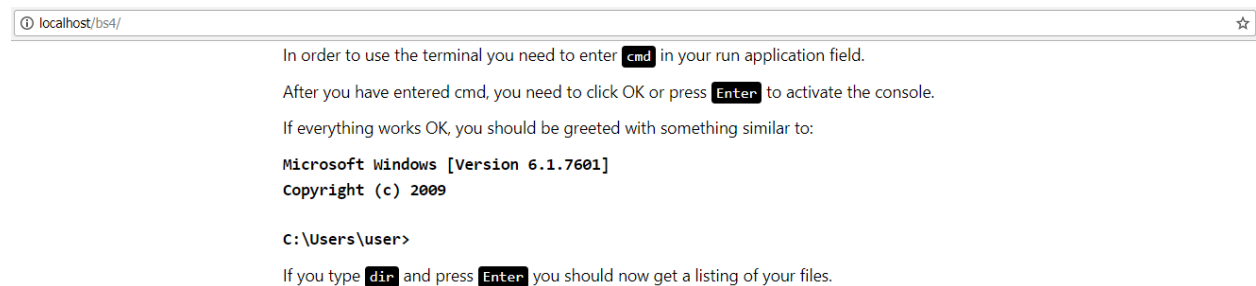 localhost/bs4/
In order to use the terminal you need to enter cmd in your run application field.
After you have entered cmd, you need to click OK or press Enter to activate the console.
If everything works OK, you should be greeted with something similar to:
Microsoft Windows [Version 6.1.7601]
Copyright (c) 2009
C:\Users\user>
If you type dir and press Enter you should now get a listing of your files.